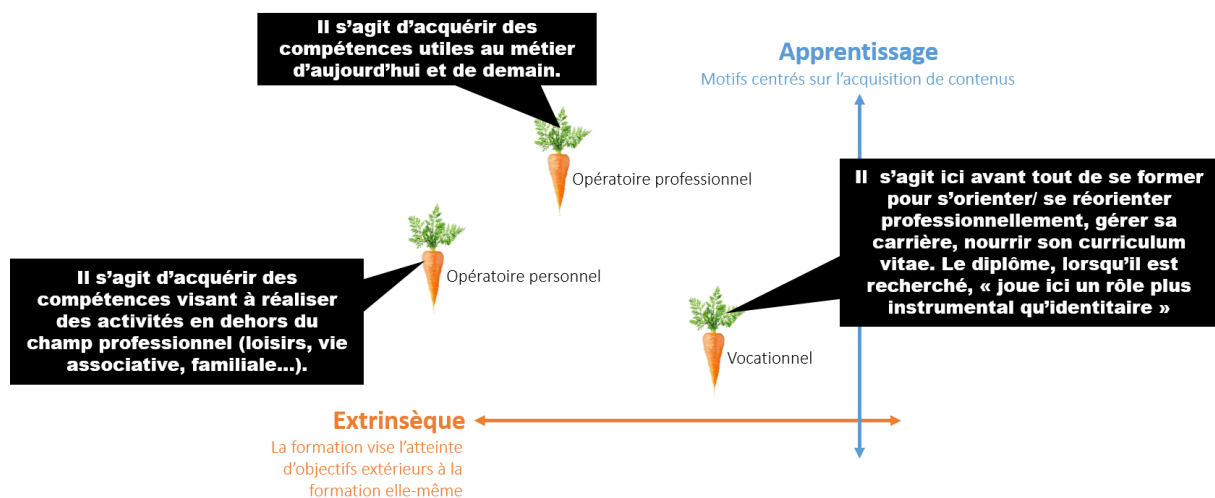 Il s’agit d’acquérir des
compétences utiles au métier
d’aujourd’hui et de demain.
Apprentissage
Motifs centrés sur l’acquisition de contenus
Opératoire professionnel
Il  s’agit ici avant tout de se former
pour s’orienter/ se réorienter
professionnellement, gérer sa
carrière, nourrir son curriculum
vitae. Le diplôme, lorsqu’il est
recherché, « joue ici un rôle plus
instrumental qu’identitaire »
Opératoire personnel
Il s’agit d’acquérir des
compétences visant à réaliser
des activités en dehors du
champ professionnel (loisirs, vie
associative, familiale…).
Vocationnel
Extrinsèque
La formation vise l’atteinte
d’objectifs extérieurs à la
formation elle-même